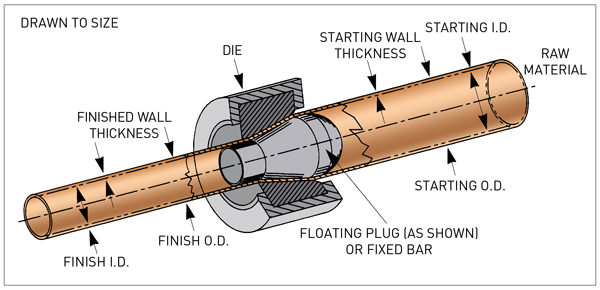 DRAWN TO SIZE
DIE
STARTING WALL
THICKNESS
STARTING I.D.
RAW
MATERIAL
FINISHED WALL
THICKNESS
STARTING O.D.
FLOATING PLUG (AS SHOWN)
OR FIXED BAR
FINISH O.D.
FINISH I.D.